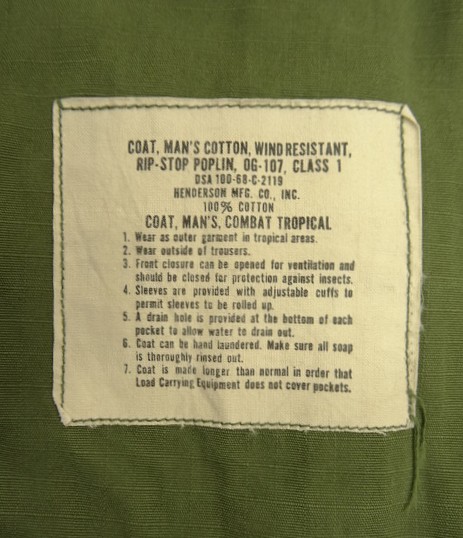 COAT, MAN'S COTTON, WIND RESISTANT,
RIP-STOP POPLIN, OG-107, CLASS 1
DSA 100-68-C-2119
HENDERSON MFG. CO., INC.
100% COTTON
COAT, MAN'S, COMBAT TROPICAL
1. Wear as outer garment in tropical areas.
2. Wear outside of trousers.
3. Front closure can be opened for ventilation and
should be closed for protection against insects.
4. Sleeves are provided with adjustable cuffs to
permit sleeves to be rolled up.
5. A drain hole is provided at the bottom of each
pocket to allow water to drain out.
6. Coat can be hand laundered. Make sure all soap
is thoroughly rinsed out.
7. Coat is made longer than normal in order that
Load Carrying Equipment does not cover pockets.